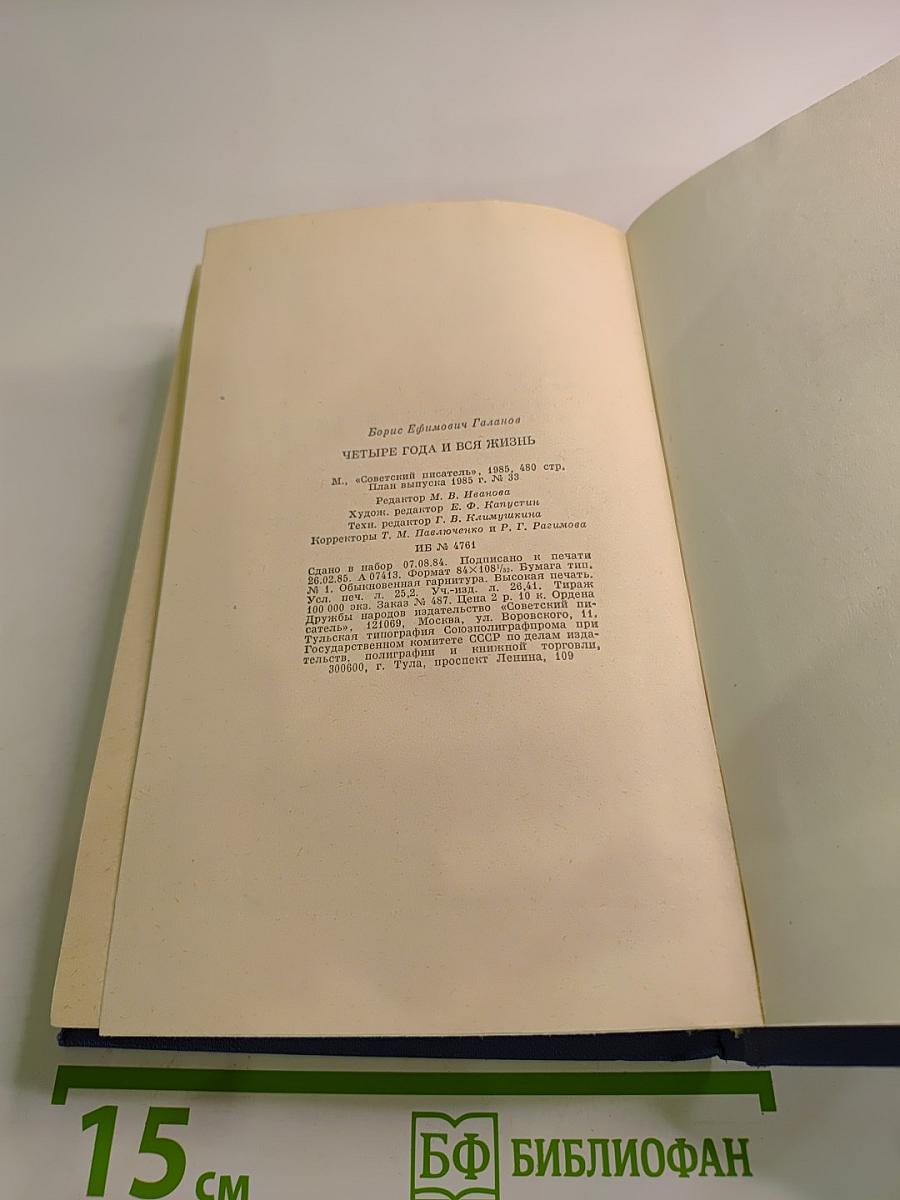 Борис Ефимович Галанов
ЧЕТЫРЕ ГОДА И ВСЯ ЖИЗНЬ
М., «Советский писатель», 1985, 480 стр.
План выпуска 1985 г. № 33
Редактор М. В. Иванова
Худож. редактор Е. Ф. Капустин
Техн. редактор Г. В. Климушкина
Корректоры Т. М. Павлюченко и Р. Г. Рагимова
ИБ № 4761
Сдано в набор 07.08.84. Подписано к печати
26.02.85. А 07413. Формат 84×108¹/₃₂. Бумага тип.
№ 1. Обыкновенная гарнитура. Высокая печать.
Усл. печ. л. 25,2. Уч.-изд. л. 26,41. Тираж
100 000 экз. Заказ № 487. Цена 2 р. 10 к. Ордена
Дружбы народов издательство «Советский пи-
сатель», 121069, Москва, ул. Воровского, 11.
Тульская типография Союзполиграфпрома при
Государственном комитете СССР по делам изда-
тельств, полиграфии и книжной торговли,
300600, г. Тула, проспект Ленина, 109
15 см
БФ БИБЛИОФАН